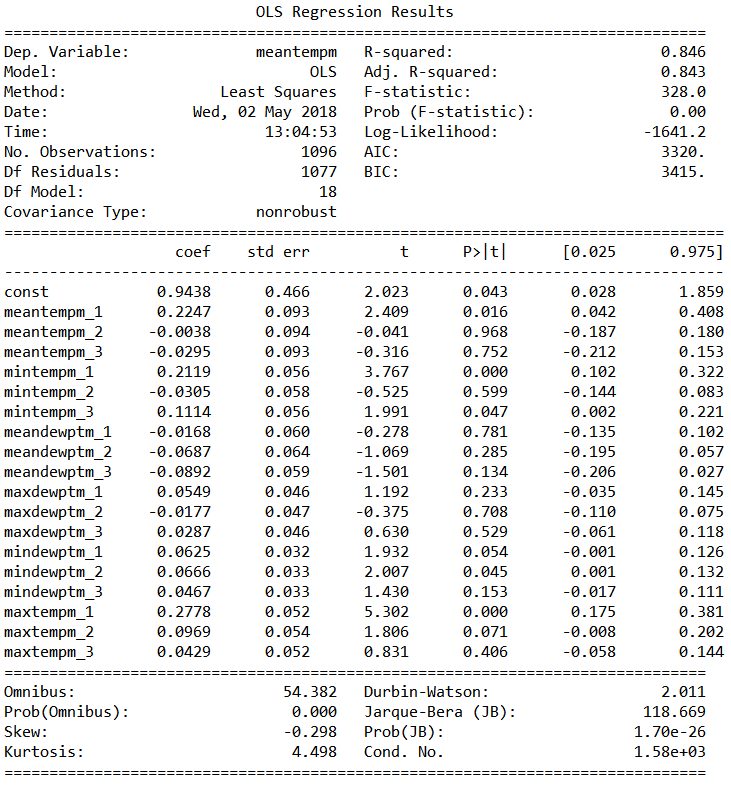 OLS Regression Results
==============================================================================
Dep. Variable:              meantempm   R-squared:                       0.846
Model:                            OLS   Adj. R-squared:                  0.843
Method:                 Least Squares   F-statistic:                     328.0
Date:                Wed, 02 May 2018   Prob (F-statistic):               0.00
Time:                        13:04:53   Log-Likelihood:                -1641.2
No. Observations:                1096   AIC:                             3320.
Df Residuals:                    1077   BIC:                             3415.
Df Model:                          18
Covariance Type:            nonrobust
================================================================================
                   coef    std err          t      P>|t|      [0.025      0.975]
--------------------------------------------------------------------------------
const            0.9438      0.466      2.023      0.043       0.028       1.859
meantempm_1      0.2247      0.093      2.409      0.016       0.042       0.408
meantempm_2     -0.0038      0.094     -0.041      0.968      -0.187       0.180
meantempm_3     -0.0295      0.093     -0.316      0.752      -0.212       0.153
mintempm_1       0.2119      0.056      3.767      0.000       0.102       0.322
mintempm_2      -0.0305      0.058     -0.525      0.599      -0.144       0.083
mintempm_3       0.1114      0.056      1.991      0.047       0.002       0.221
meandewptm_1    -0.0168      0.060     -0.278      0.781      -0.135       0.102
meandewptm_2    -0.0687      0.064     -1.069      0.285      -0.195       0.057
meandewptm_3    -0.0892      0.059     -1.501      0.134      -0.206       0.027
maxdewptm_1      0.0549      0.046      1.192      0.233      -0.035       0.145
maxdewptm_2     -0.0177      0.047     -0.375      0.708      -0.110       0.075
maxdewptm_3      0.0287      0.046      0.630      0.529      -0.061       0.118
mindewptm_1      0.0625      0.032      1.932      0.054      -0.001       0.126
mindewptm_2      0.0666      0.033      2.007      0.045       0.001       0.132
mindewptm_3      0.0467      0.033      1.430      0.153      -0.017       0.111
maxtempm_1       0.2778      0.052      5.302      0.000       0.175       0.381
maxtempm_2       0.0969      0.054      1.806      0.071      -0.008       0.202
maxtempm_3       0.0429      0.052      0.831      0.406      -0.058       0.144
==============================================================================
Omnibus:                       54.382   Durbin-Watson:                   2.011
Prob(Omnibus):                  0.000   Jarque-Bera (JB):              118.669
Skew:                          -0.298   Prob(JB):                     1.70e-26
Kurtosis:                       4.498   Cond. No.                     1.58e+03
==============================================================================